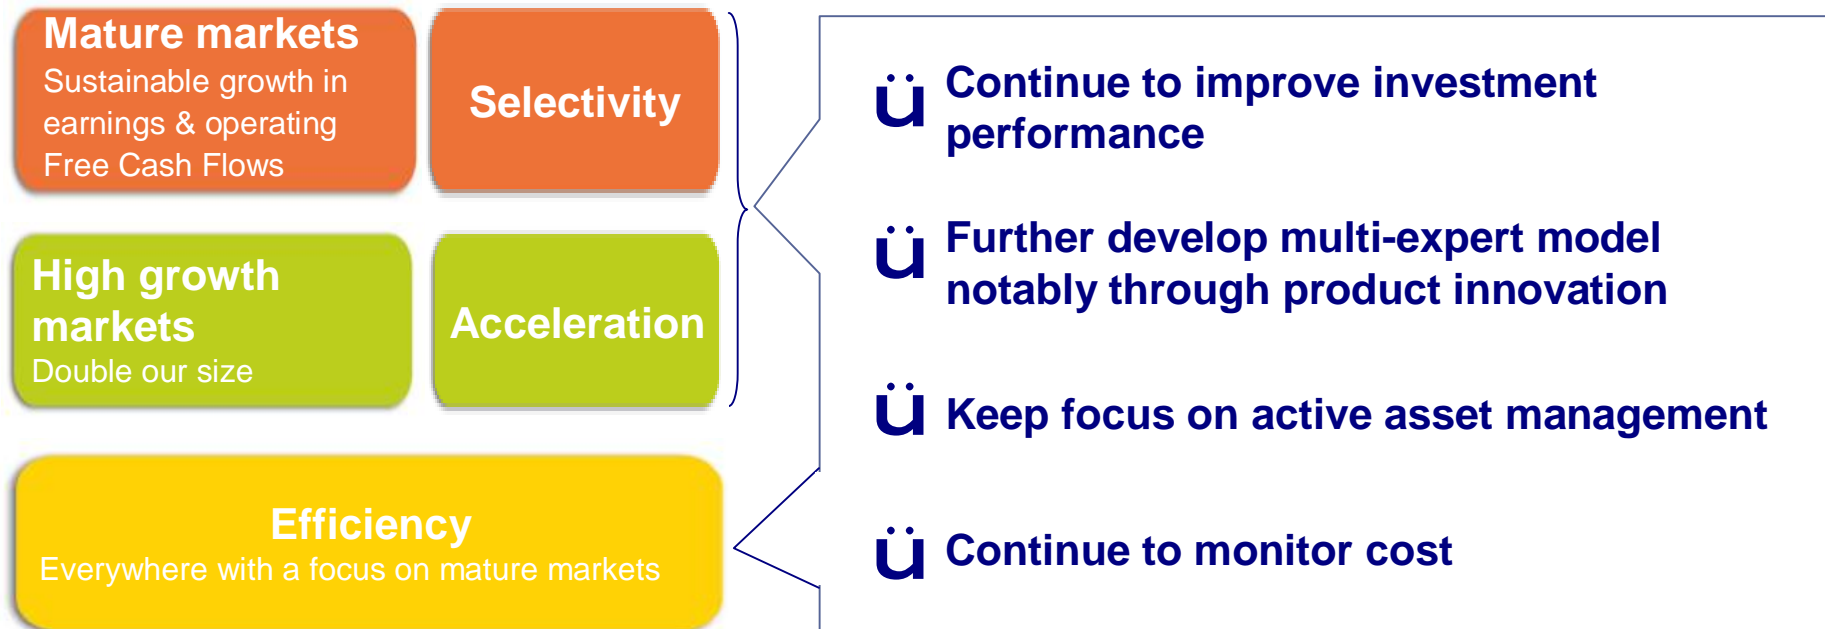 Mature markets
Sustainable growth in
earnings & operating
Free Cash Flows
Selectivity
High growth
markets
Double our size
Acceleration
Efficiency
Everywhere with a focus on mature markets
ü Continue to improve investment
performance
ü Further develop multi-expert model
notably through product innovation
ü Keep focus on active asset management
ü Continue to monitor cost